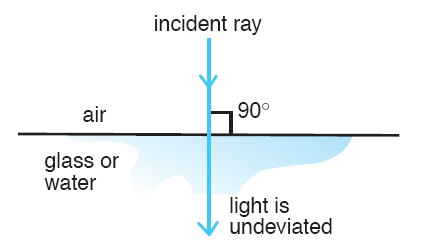 incident ray
air
90°
glass or
water
light is
undeviated